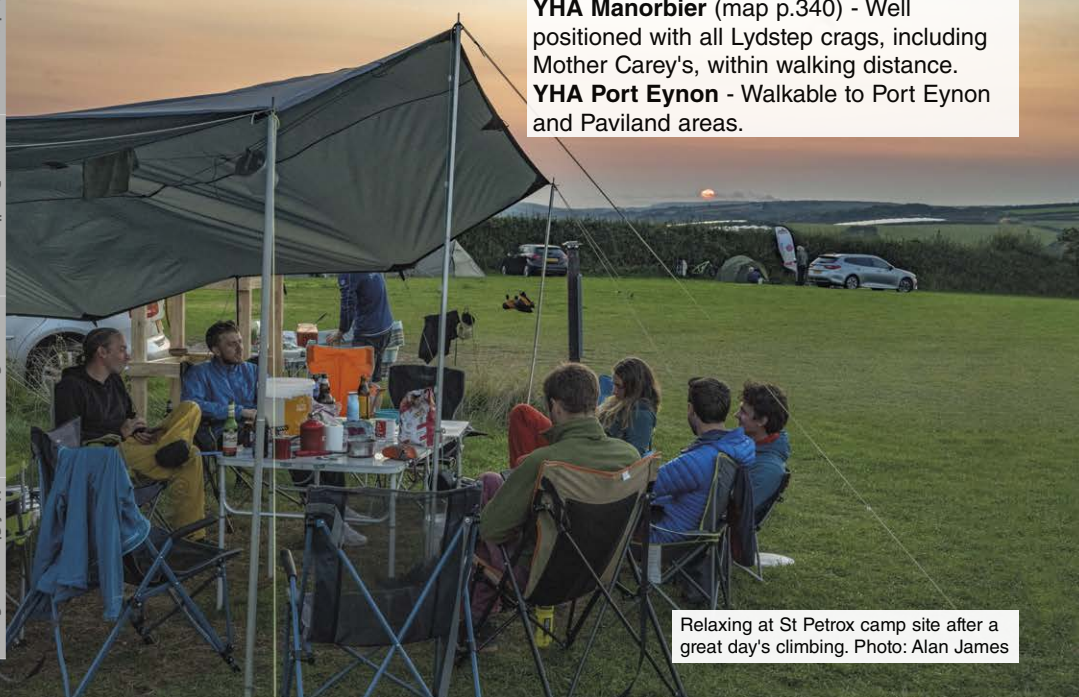 YHA Manorbier (map p.340) - Well
positioned with all Lydstep crags, including
Mother Carey's, within walking distance.
YHA Port Eynon - Walkable to Port Eynon
and Paviland areas.
Relaxing at St Petrox camp site after a
great day's climbing. Photo: Alan James